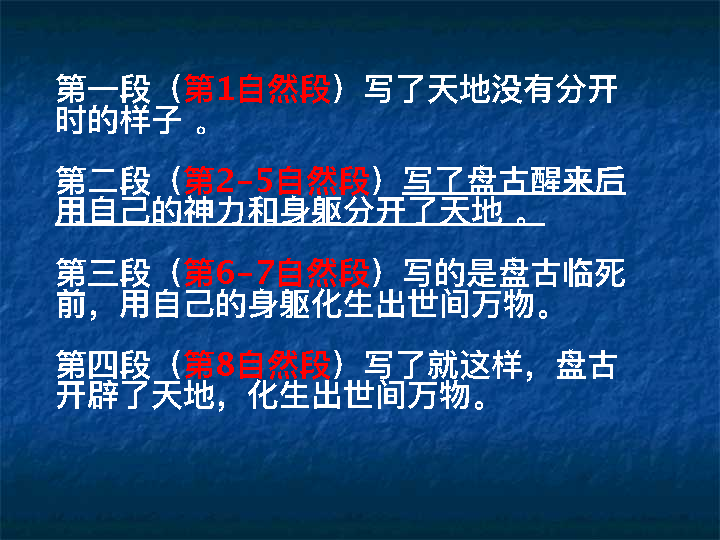 第一段（第1自然段）写了天地没有分开
时的样子 。
第二段（第2-5自然段）写了盘古醒来后
用自己的神力和身躯分开了天地 。
第三段（第6-7自然段）写的是盘古临死
前，用自己的身躯化生出世间万物。
第四段（第8自然段）写了就这样，盘古
开辟了天地，化生出世间万物。